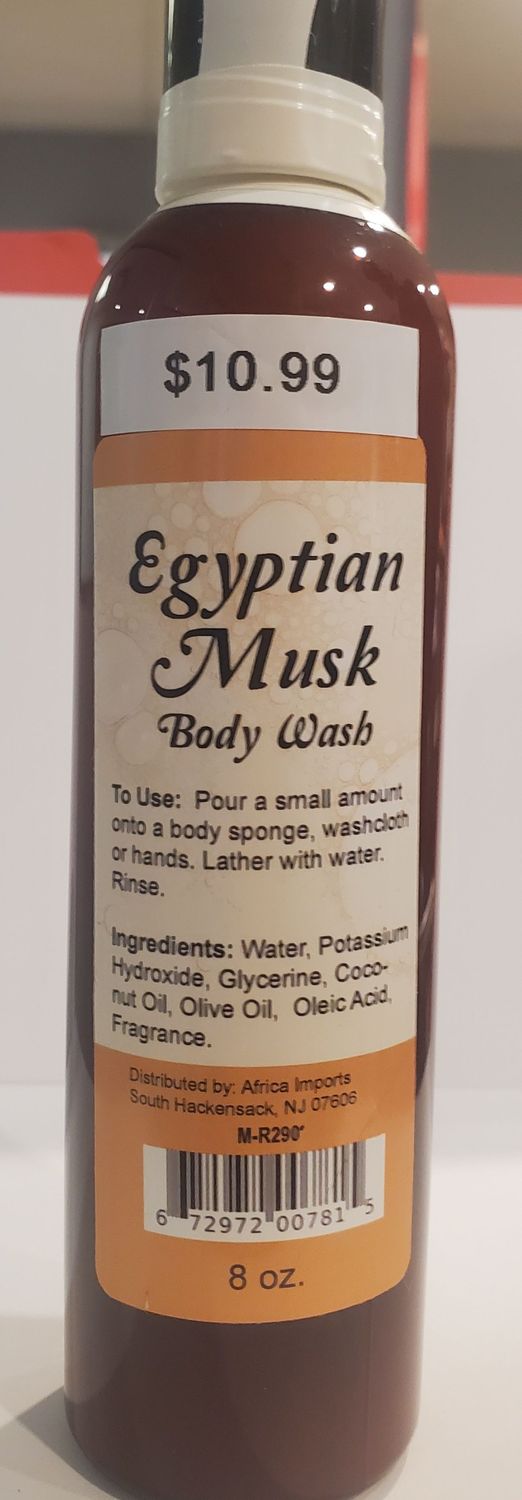 $10.99
Egyptian
Musk
Body Wash
To Use: Pour a small amount
onto a body sponge, washcloth
or hands. Lather with water.
Rinse.
Ingredients: Water, Potassium
Hydroxide, Glycerine, Coco-
nut Oil, Olive Oil, Oleic Acid,
Fragrance.
Distributed by: Africa Imports
South Hackensack, NJ 07606
M-R290*
6 72972 00781 5
8 oz.